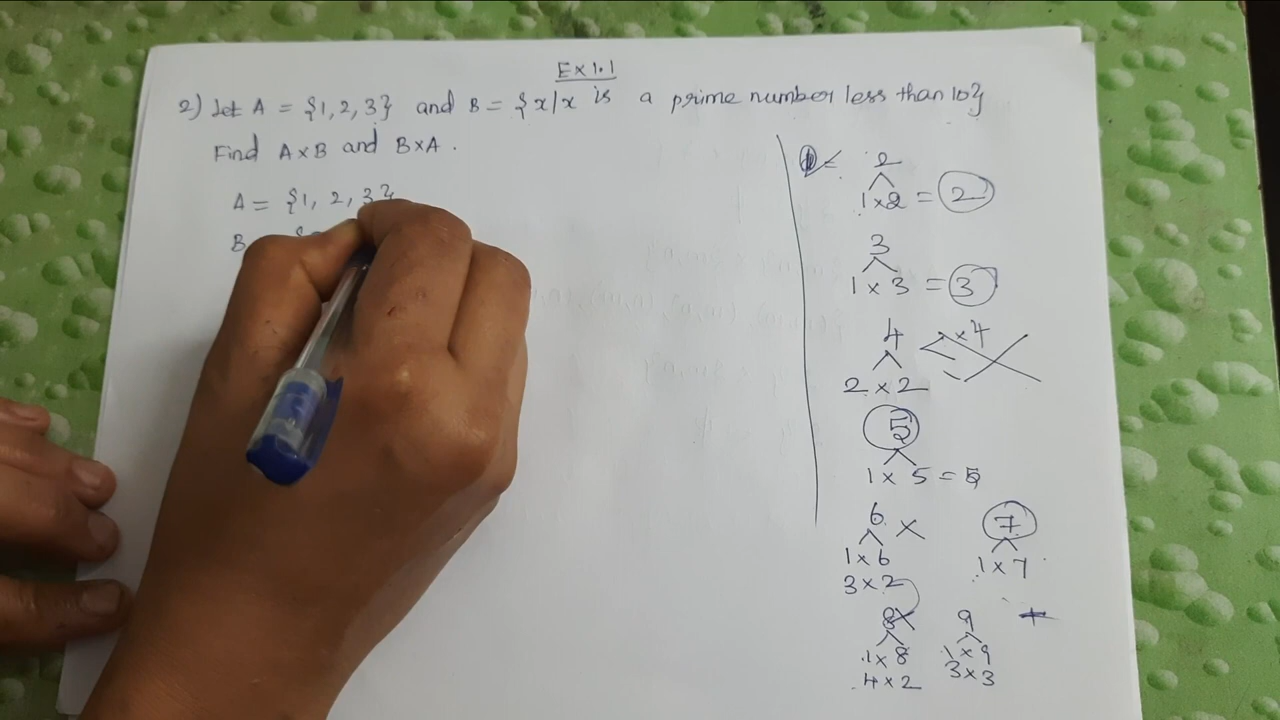 Ex 1.1
2) Let A = {1, 2, 3} and B = {x/x is a prime number less than 10}
Find A×B and B×A.
A = {1, 2, 3}
B
2
1×2 = 2
3
1×3 = 3
4 ×4
2×2
5
1×5=5
6 ×
1×6
3×2
7
1×7
8×
1×8
4×2
9
1×9
3×3